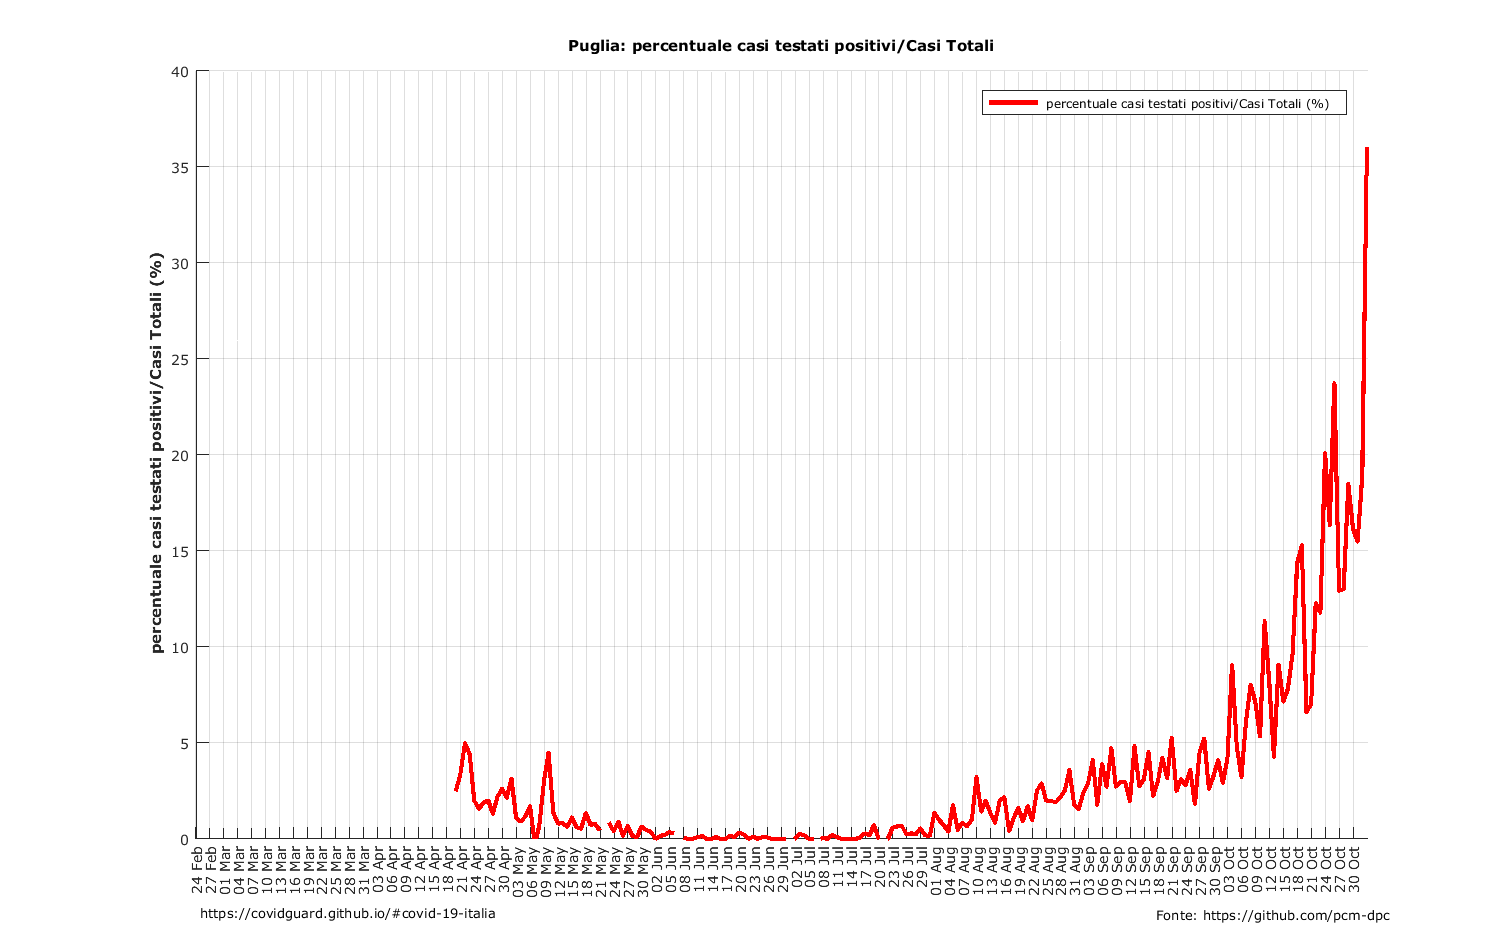 Puglia: percentuale casi testati positivi/Casi Totali
percentuale casi testati positivi/Casi Totali (%)
percentuale casi testati positivi/Casi Totali (%)
40
35
30
25
20
15
10
5
0
24 Feb
27 Feb
01 Mar
04 Mar
07 Mar
10 Mar
13 Mar
16 Mar
19 Mar
22 Mar
25 Mar
28 Mar
31 Mar
03 Apr
06 Apr
09 Apr
12 Apr
15 Apr
18 Apr
21 Apr
24 Apr
27 Apr
30 Apr
03 May
06 May
09 May
12 May
15 May
18 May
21 May
24 May
27 May
30 May
02 Jun
05 Jun
08 Jun
11 Jun
14 Jun
17 Jun
20 Jun
23 Jun
26 Jun
29 Jun
02 Jul
05 Jul
08 Jul
11 Jul
14 Jul
17 Jul
20 Jul
23 Jul
26 Jul
29 Jul
01 Aug
04 Aug
07 Aug
10 Aug
13 Aug
16 Aug
19 Aug
22 Aug
25 Aug
28 Aug
31 Aug
03 Sep
06 Sep
09 Sep
12 Sep
15 Sep
18 Sep
21 Sep
24 Sep
27 Sep
30 Sep
03 Oct
06 Oct
09 Oct
12 Oct
15 Oct
18 Oct
21 Oct
24 Oct
27 Oct
30 Oct
https://covidguard.github.io/#covid-19-italia
Fonte: https://github.com/pcm-dpc